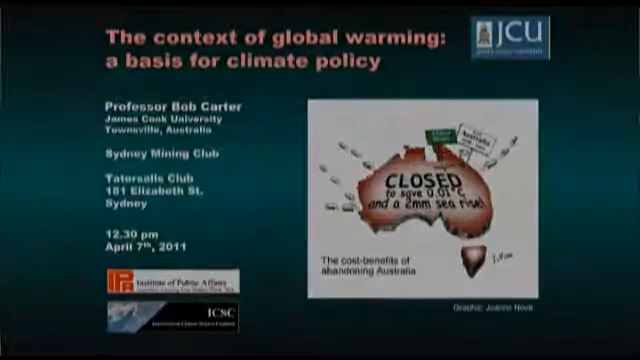 The context of global warming:
a basis for climate policy
JCU
Professor Bob Carter
James Cook University
Townsville, Australia
Sydney Mining Club
Tatersalls Club
181 Elizabeth St.
Sydney
12.30 pm
April 7th, 2011
Australia
CLOSED
to save 0.01°C
and a 2mm sea rise!
The cost-benefits of
abandoning Australia
Institute of Public Affairs
ICSC
Graphic: Joanne Nova